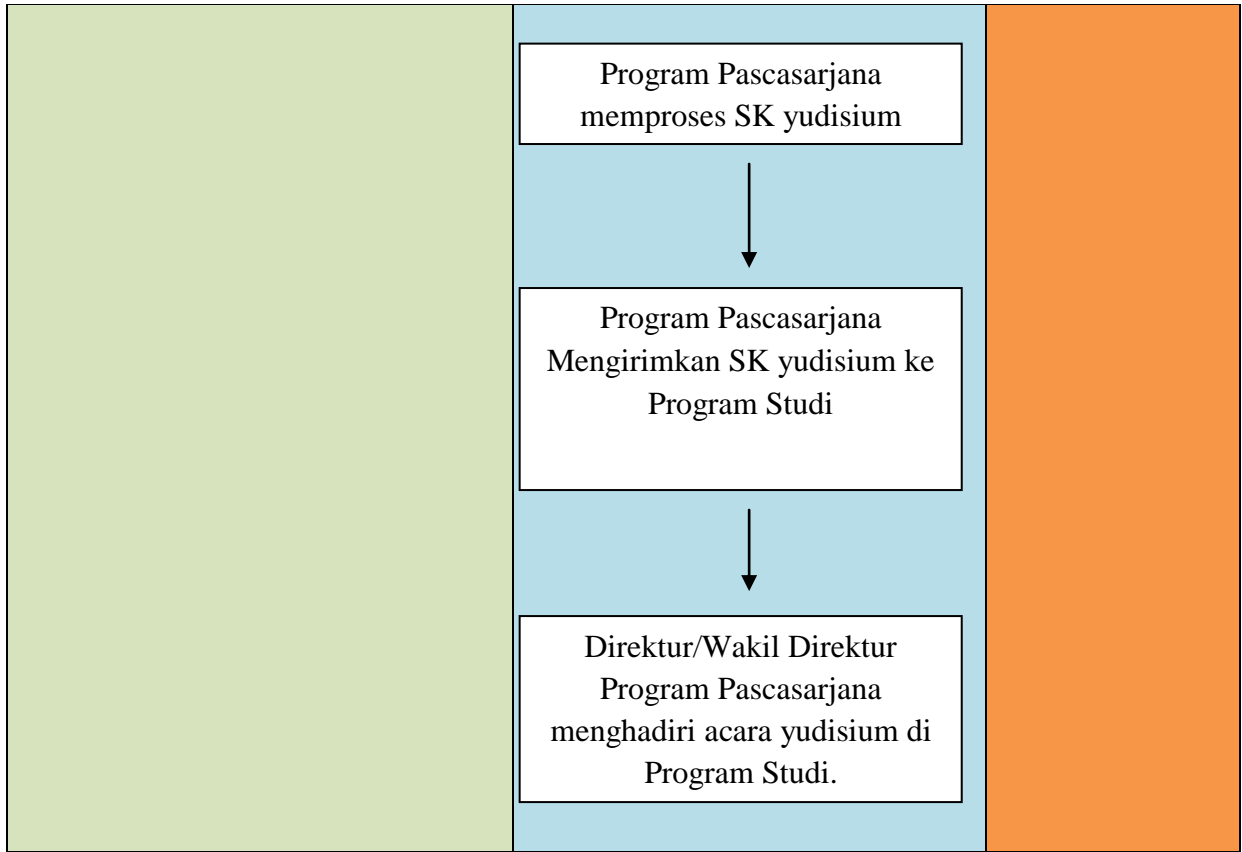 Program Pascasarjana
memproses SK yudisium
Program Pascasarjana
Mengirimkan SK yudisium ke
Program Studi
Direktur/Wakil Direktur
Program Pascasarjana
menghadiri acara yudisium di
Program Studi.